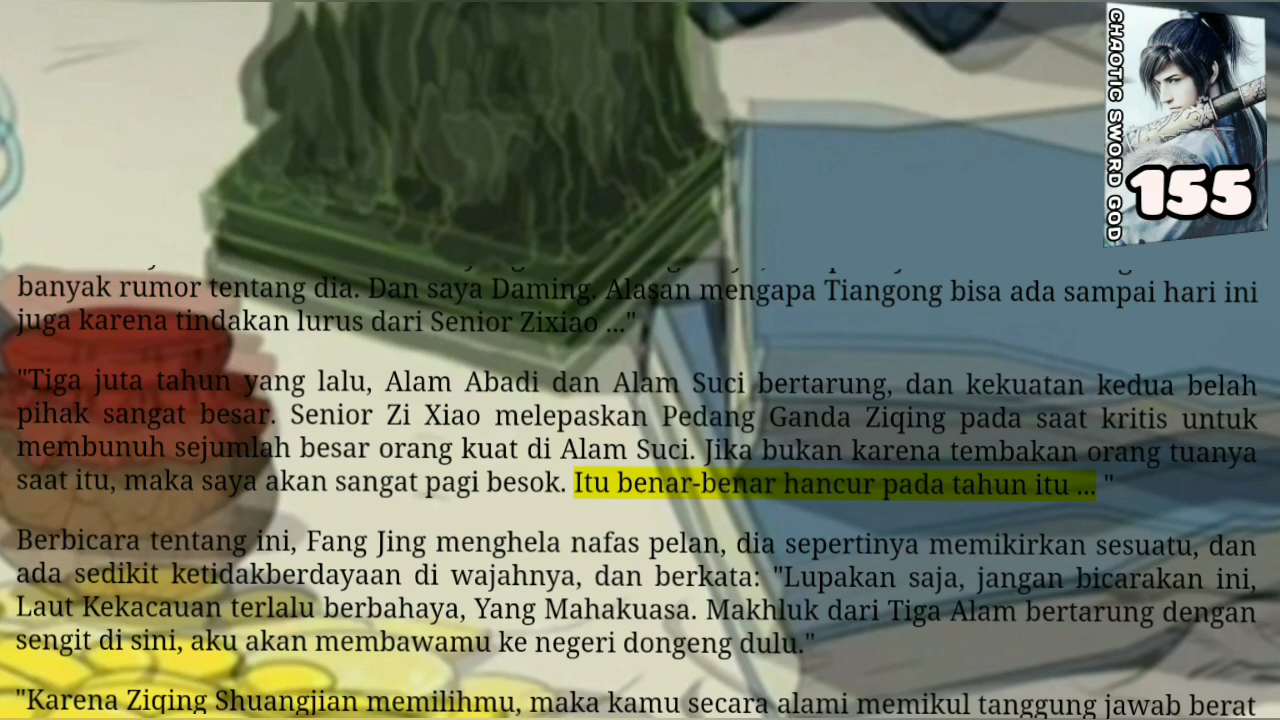 CHAOTIC SWORD GOD
155
banyak rumor tentang dia. Dan saya Daming. Alasan mengapa Tiangong bisa ada sampai hari ini
juga karena tindakan lurus dari Senior Zixiao ..."
"Tiga juta tahun yang lalu, Alam Abadi dan Alam Suci bertarung, dan kekuatan kedua belah
pihak sangat besar. Senior Zi Xiao melepaskan Pedang Ganda Ziqing pada saat kritis untuk
membunuh sejumlah besar orang kuat di Alam Suci. Jika bukan karena tembakan orang tuanya
saat itu, maka saya akan sangat pagi besok. Itu benar-benar hancur pada tahun itu ... "
Berbicara tentang ini, Fang Jing menghela nafas pelan, dia sepertinya memikirkan sesuatu, dan
ada sedikit ketidakberdayaan di wajahnya, dan berkata: "Lupakan saja, jangan bicarakan ini,
Laut Kekacauan terlalu berbahaya, Yang Mahakuasa. Makhluk dari Tiga Alam bertarung dengan
sengit di sini, aku akan membawamu ke negeri dongeng dulu."
"Karena Ziqing Shuangjian memilihmu, maka kamu secara alami memikul tanggung jawab berat